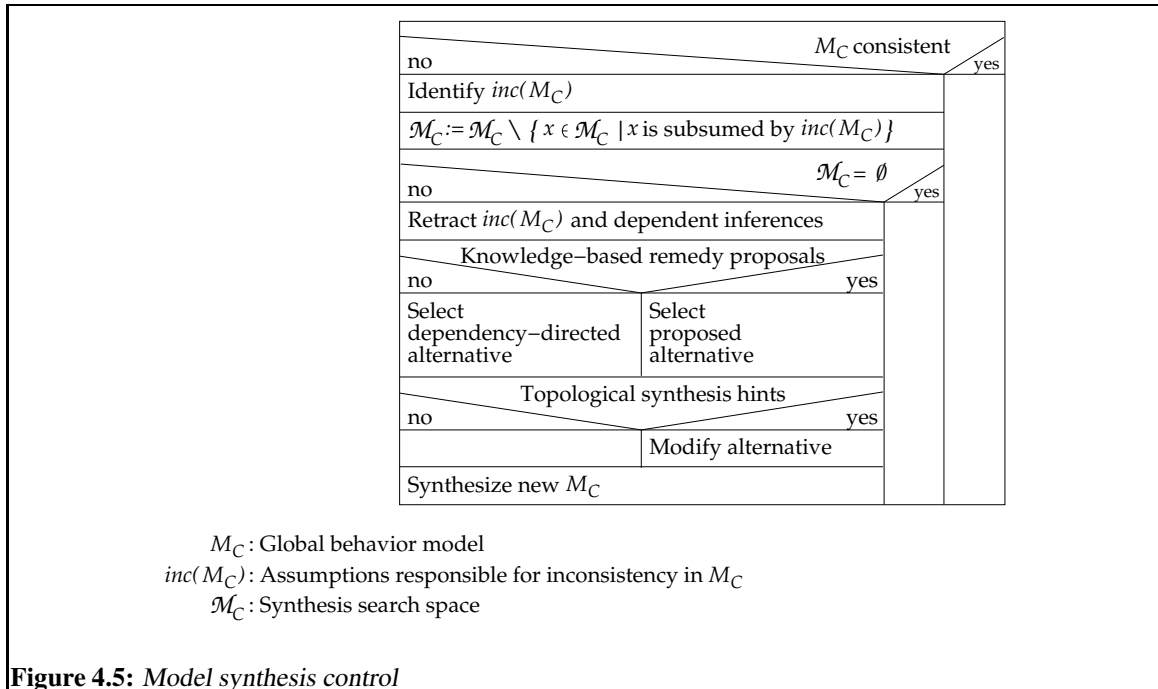 M_C consistent
no
yes
Identify inc(M_C)
ℳ_C := ℳ_C \ { x ∈ ℳ_C | x is subsumed by inc(M_C) }
ℳ_C = ∅
no
yes
Retract inc(M_C) and dependent inferences
Knowledge−based remedy proposals
no
yes
Select
dependency−directed
alternative
Select
proposed
alternative
Topological synthesis hints
no
yes
Modify alternative
Synthesize new M_C
M_C : Global behavior model
inc(M_C) : Assumptions responsible for inconsistency in M_C
ℳ_C : Synthesis search space
Figure 4.5: Model synthesis control